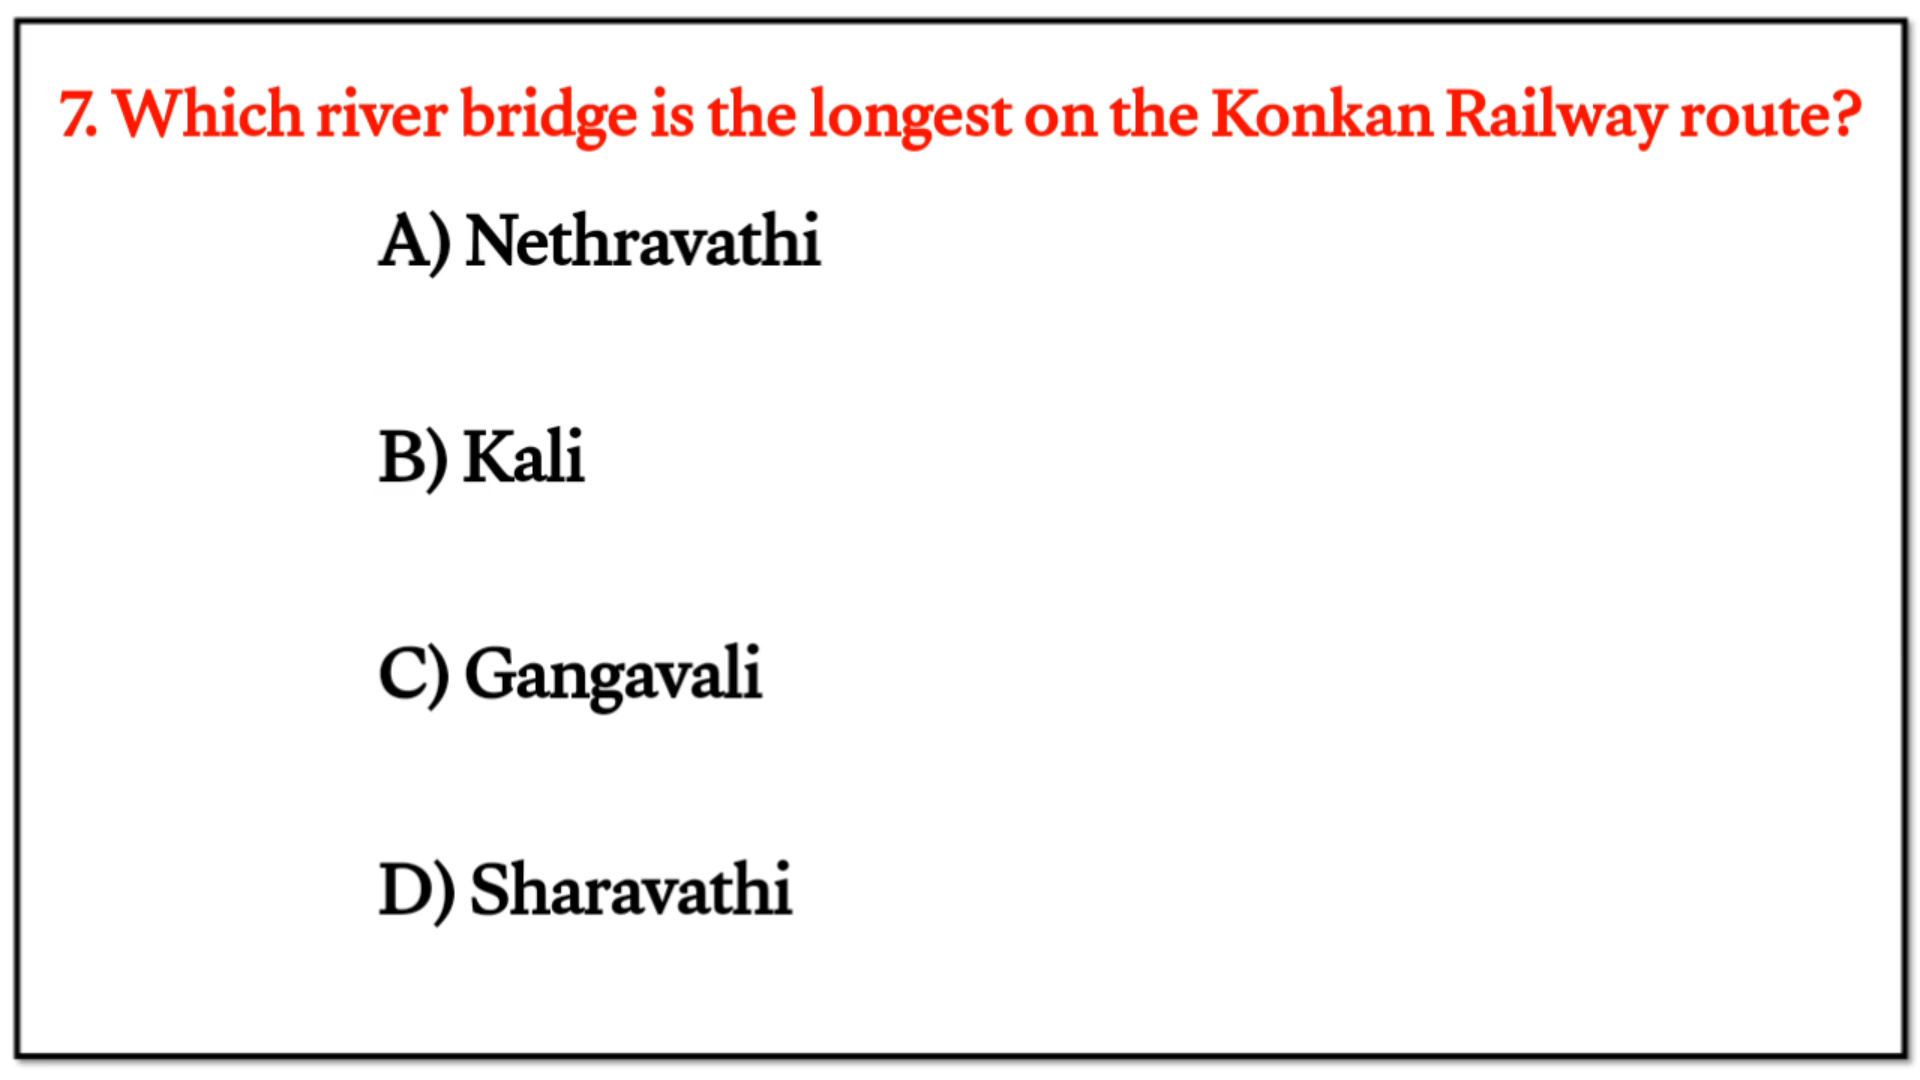 7. Which river bridge is the longest on the Konkan Railway route?
A) Nethravathi
B) Kali
C) Gangavali
D) Sharavathi